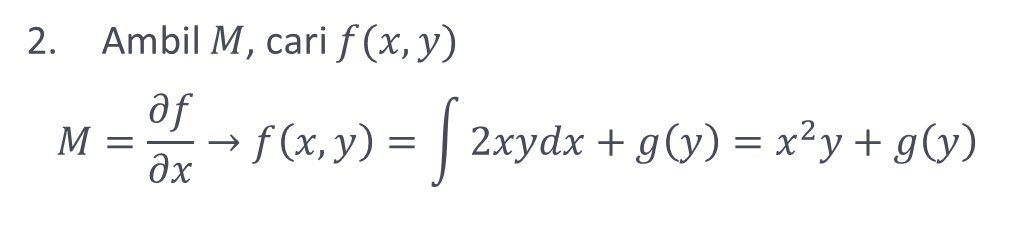 2. Ambil M, cari f(x, y)
M = ∂f/∂x → f(x, y) = ∫ 2xydx + g(y) = x²y + g(y)